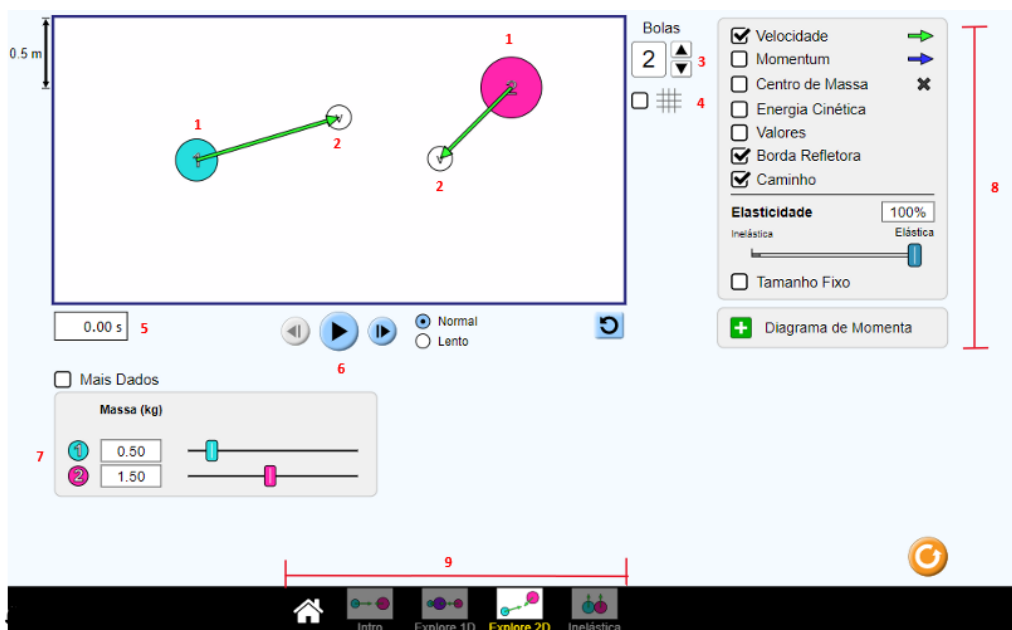 Bolas
0.5 m
1
1
2
2
1
2
v
v
2
3
4
Velocidade
Momentum
Centro de Massa
Energia Cinética
Valores
Borda Refletora
Caminho
Elasticidade 100%
Inelástica Elástica
Tamanho Fixo
Diagrama de Momenta
8
0.00 s 5
Normal
Lento
6
Mais Dados
Massa (kg)
7
1 0.50
2 1.50
9
Intro Explore 1D Explore 2D Inelástica